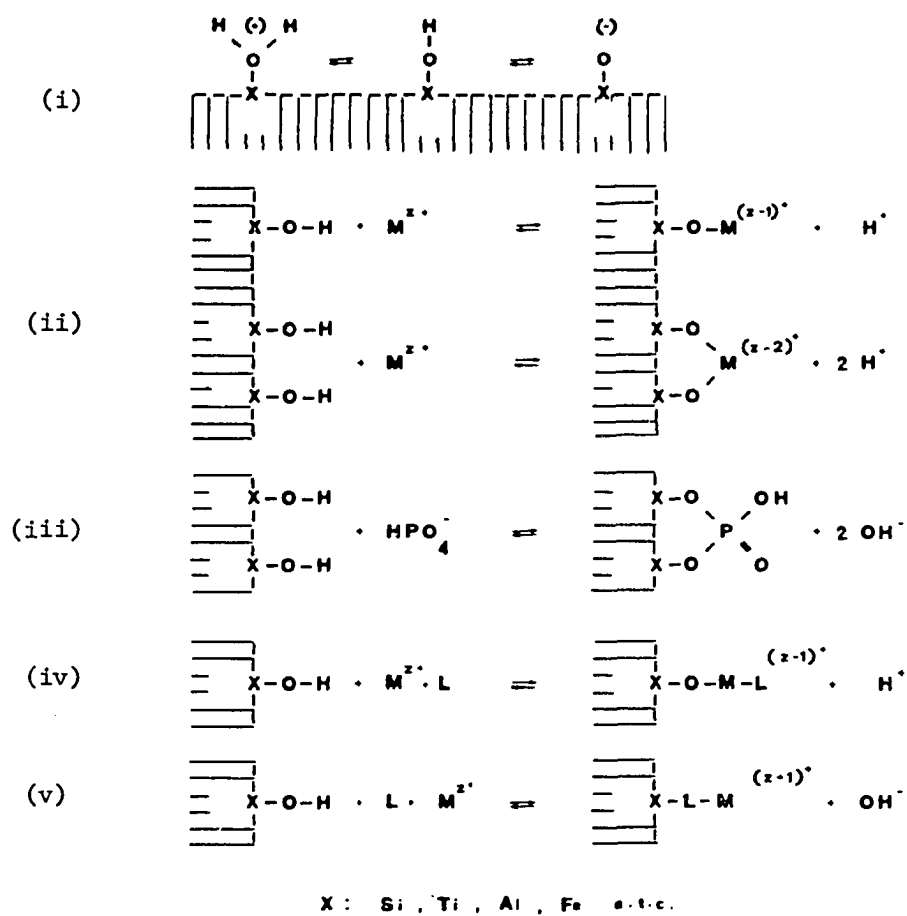 H (+) H H (-)
O ⇌ O ⇌ O
(i) X X X
X-O-H + M^z+ ⇌ X-O-M^(z-1)+ + H+
(ii) X-O-H X-O
+ M^z+ ⇌ M^(z-2)+ + 2 H+
X-O-H X-O
X-O-H X-O OH
(iii) + HPO4^- ⇌ P + 2 OH-
X-O-H X-O O
(iv) X-O-H + M^z+ · L ⇌ X-O-M-L^(z-1)+ + H+
(v) X-O-H + L · M^z+ ⇌ X-L-M^(z+1)+ + OH-
X : Si , Ti , Al , Fe e.t.c.